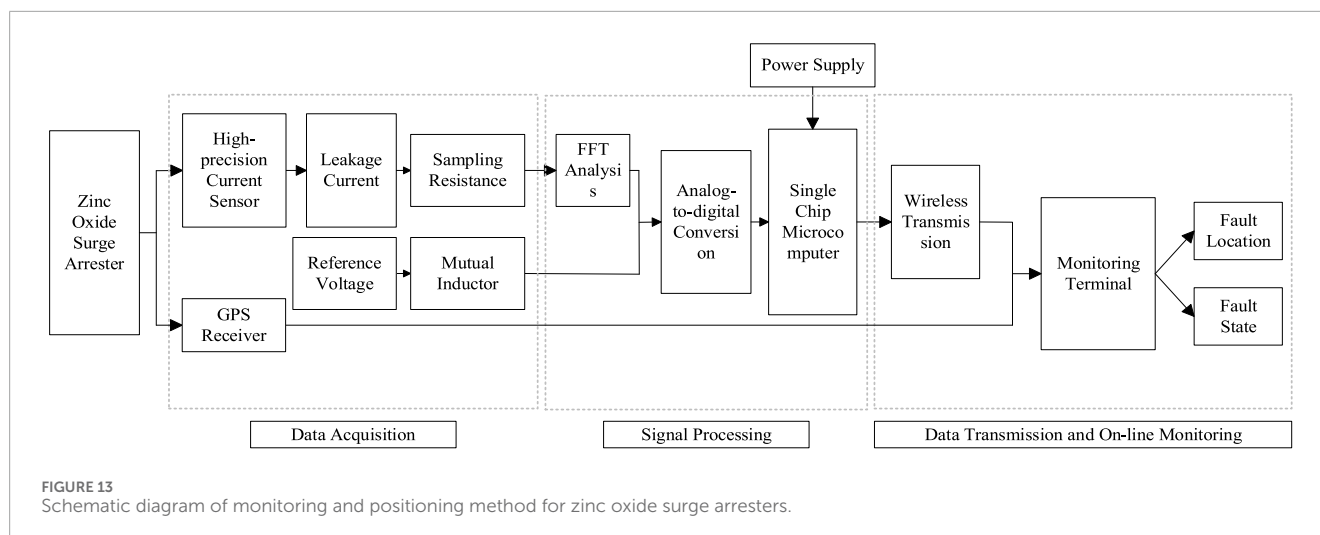 Power Supply
Zinc
Oxide
Surge
Arrester
High-
precision
Current
Sensor
Leakage
Current
Sampling
Resistance
FFT
Analysi
s
Reference
Voltage
Mutual
Inductor
GPS
Receiver
Analog-
to-digital
Conversi
on
Single
Chip
Microco
mputer
Wireless
Transmis
sion
Monitoring
Terminal
Fault
Location
Fault
State
Data Acquisition
Signal Processing
Data Transmission and On-line Monitoring
FIGURE 13
Schematic diagram of monitoring and positioning method for zinc oxide surge arresters.